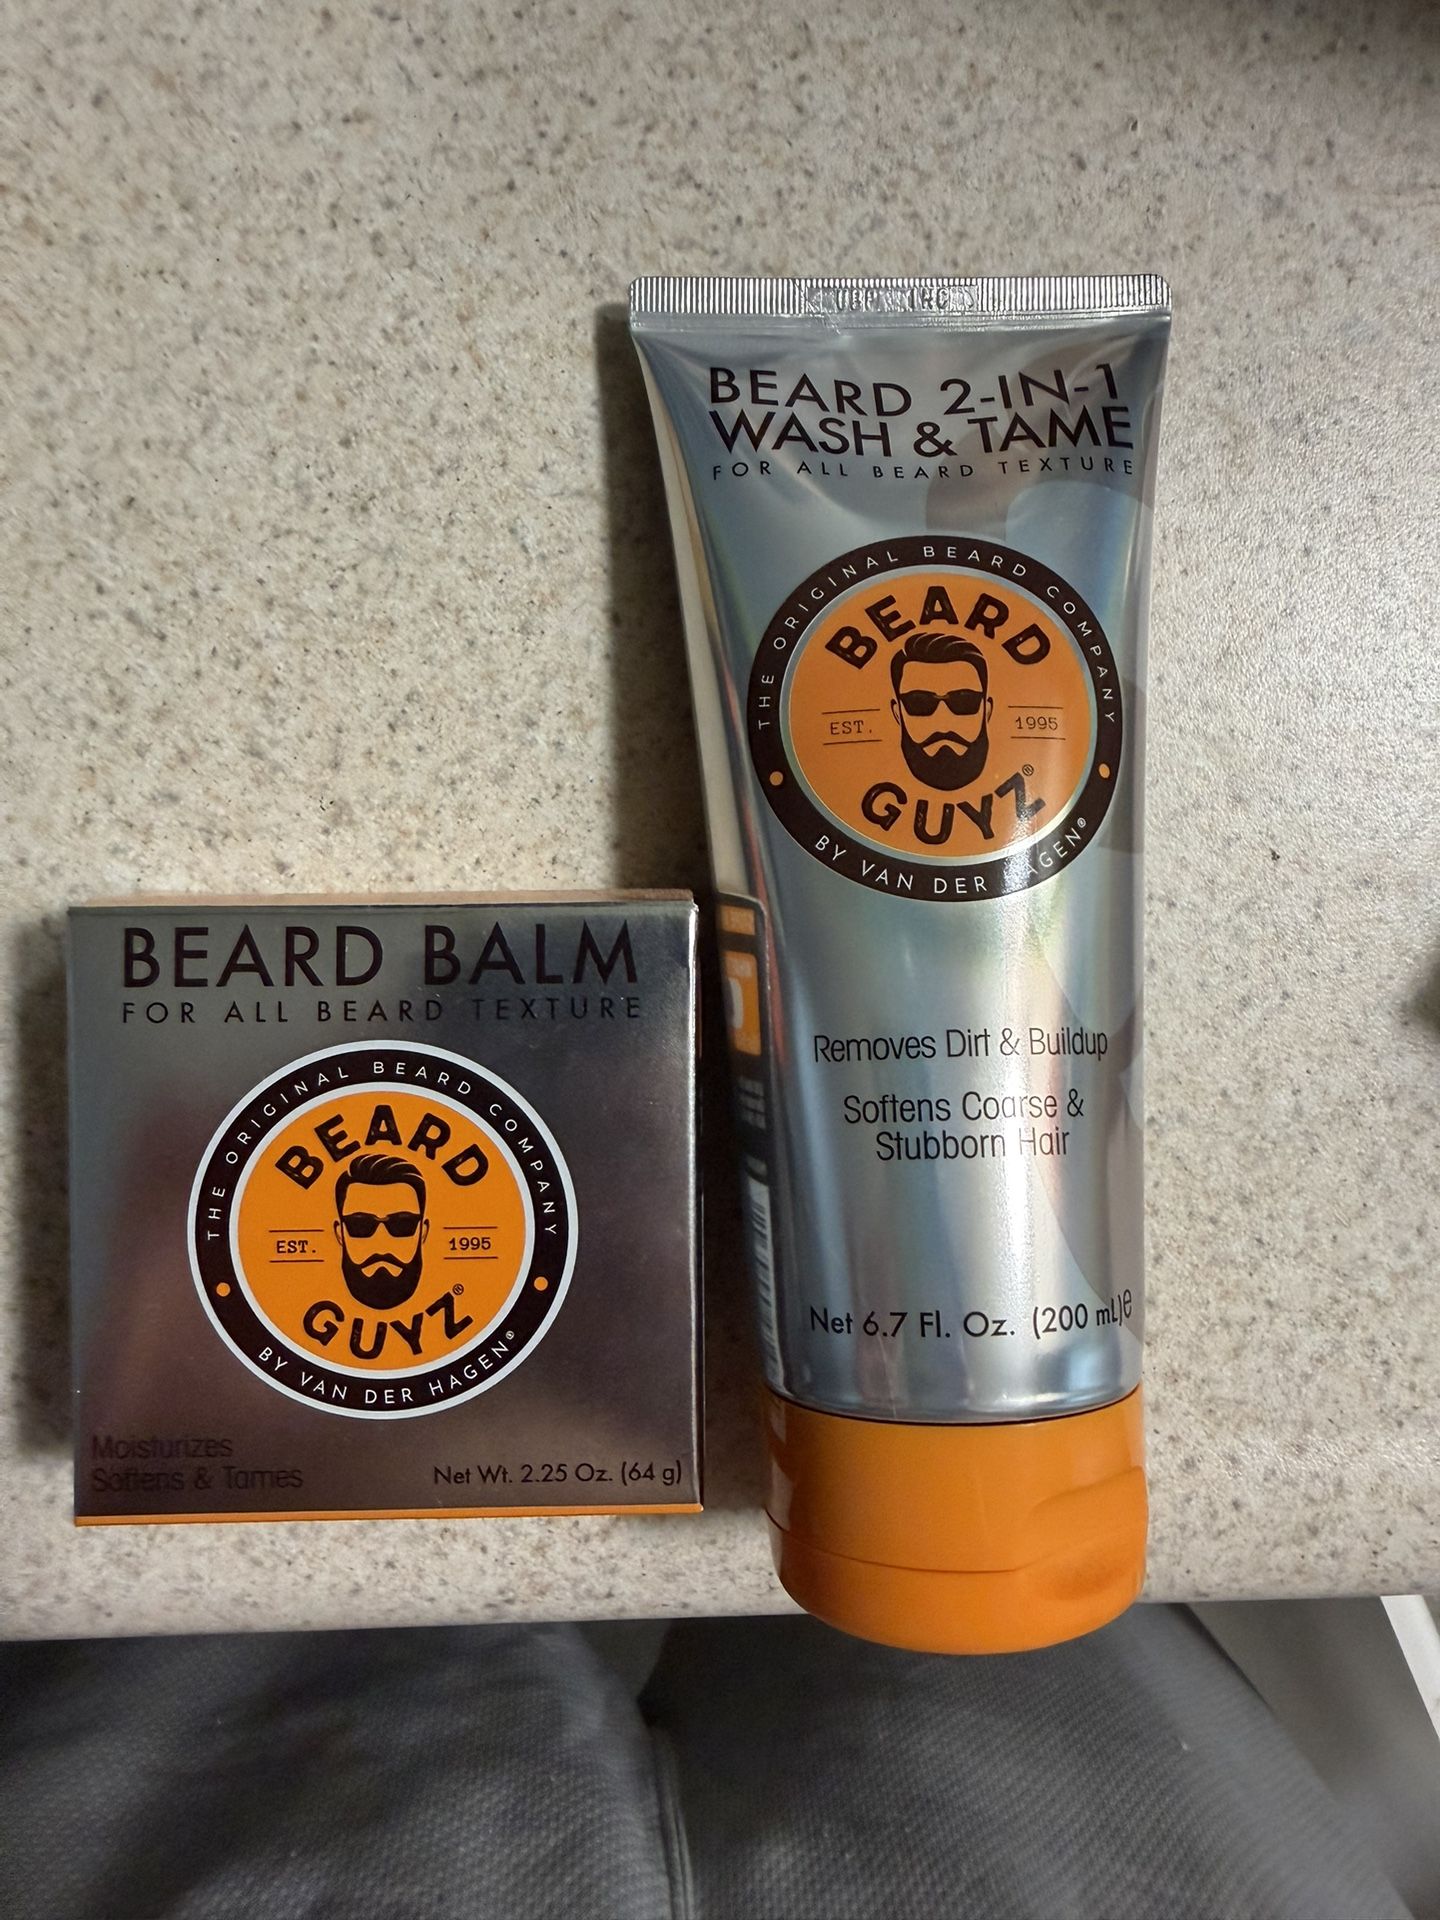 BEARD BALM
FOR ALL BEARD TEXTURE
THE ORIGINAL BEARD COMPANY
BEARD
EST. 1995
GUYZ®
BY VAN DER HAGEN®
Moisturizes
Softens & Tames
Net Wt. 2.25 Oz. (64 g)
BEARD 2-IN-1
WASH & TAME
FOR ALL BEARD TEXTURE
THE ORIGINAL BEARD COMPANY
BEARD
EST. 1995
GUYZ®
BY VAN DER HAGEN®
Removes Dirt & Buildup
Softens Coarse &
Stubborn Hair
Net 6.7 Fl. Oz. (200 mL)℮